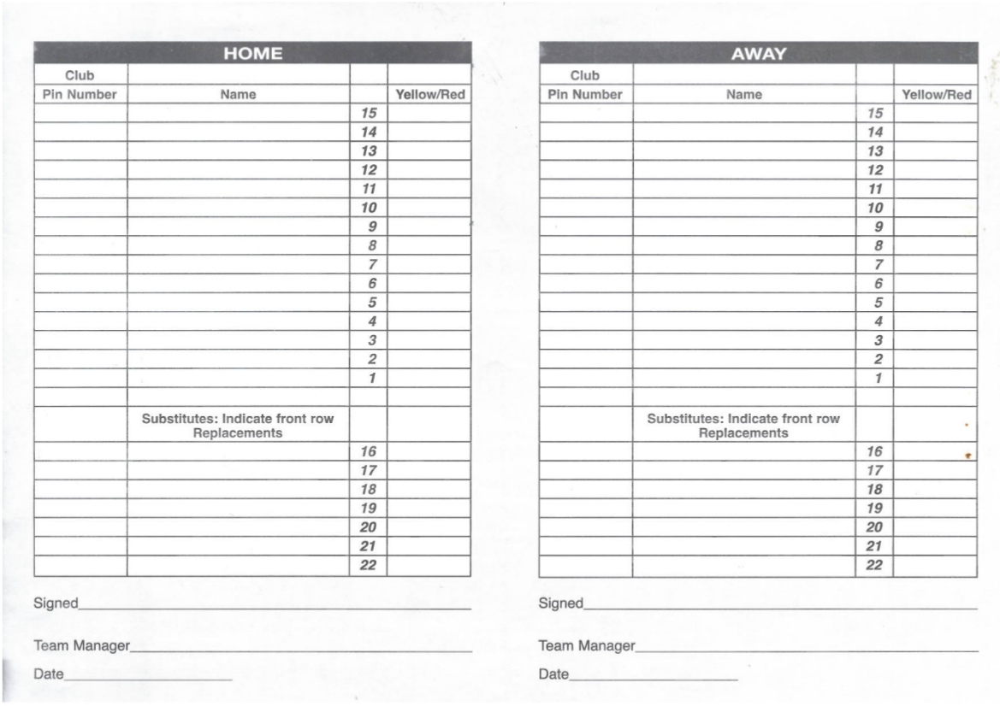 HOME
Club
Pin Number Name Yellow/Red
15
14
13
12
11
10
9
8
7
6
5
4
3
2
1
Substitutes: Indicate front row
Replacements
16
17
18
19
20
21
22
Signed
Team Manager
Date
AWAY
Club
Pin Number Name Yellow/Red
15
14
13
12
11
10
9
8
7
6
5
4
3
2
1
Substitutes: Indicate front row
Replacements
16
17
18
19
20
21
22
Signed
Team Manager
Date